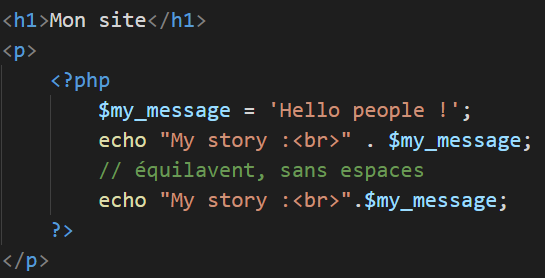 <h1>Mon site</h1>
<p>
<?php
$my_message = 'Hello people !';
echo "My story :<br>" . $my_message;
// équilavent, sans espaces
echo "My story :<br>".$my_message;
?>
</p>